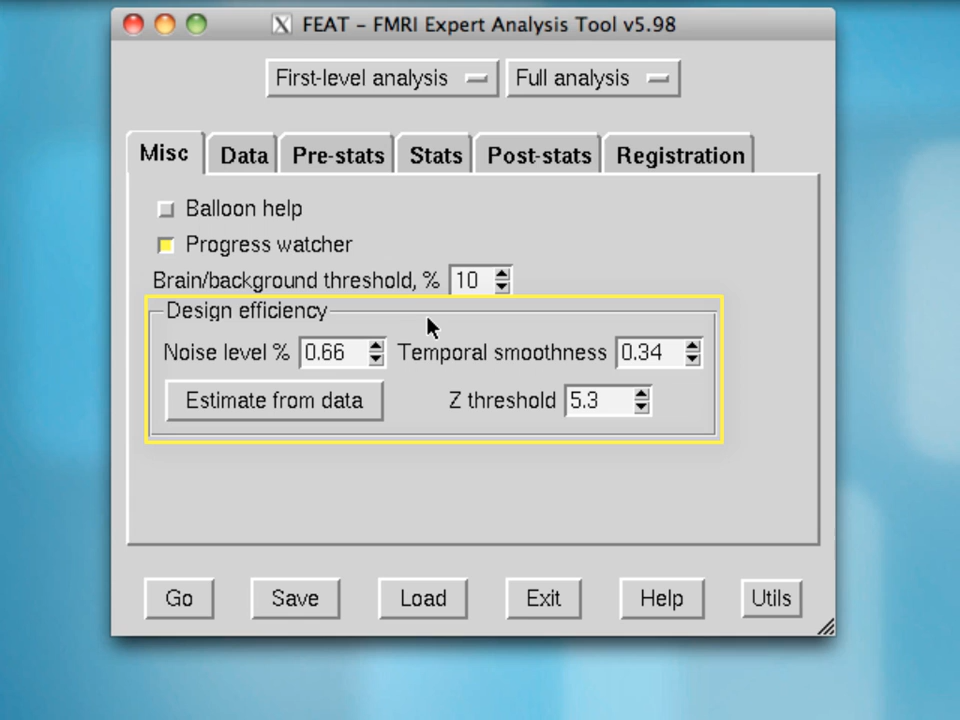 FEAT - FMRI Expert Analysis Tool v5.98
First-level analysis Full analysis
Misc Data Pre-stats Stats Post-stats Registration
Balloon help
Progress watcher
Brain/background threshold, % 10
Design efficiency
Noise level % 0.66 Temporal smoothness 0.34
Estimate from data Z threshold 5.3
Go Save Load Exit Help Utils